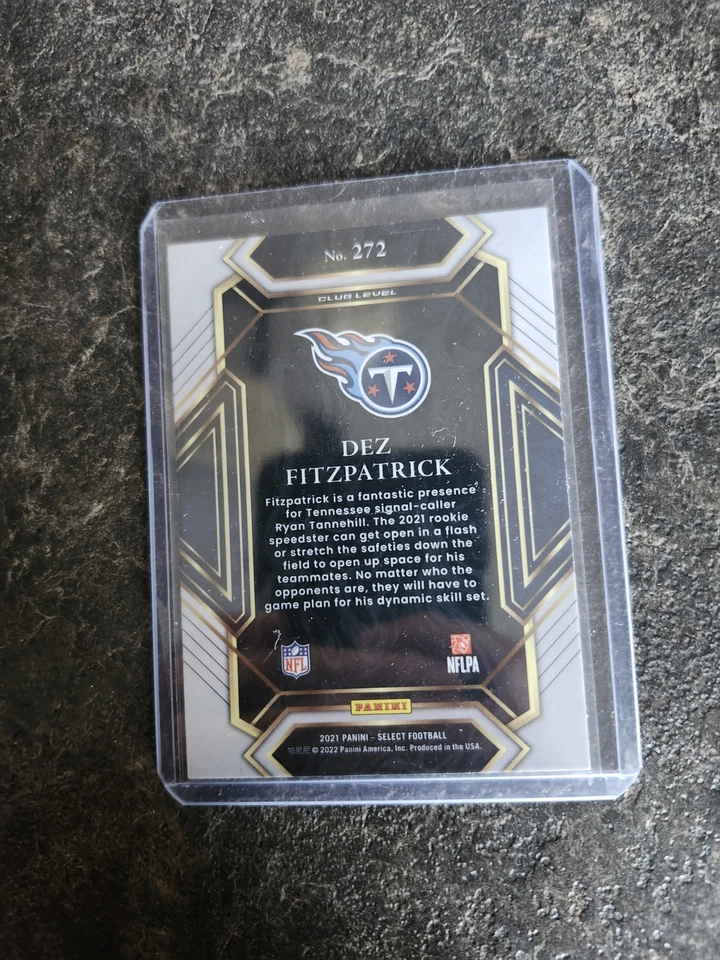 No. 272
CLUB LEVEL
T
DEZ
FITZPATRICK
Fitzpatrick is a fantastic presence
for Tennessee signal-caller
Ryan Tannehill. The 2021 rookie
speedster can get open in a flash
or stretch the safeties down the
field to open up space for his
teammates. No matter who the
opponents are, they will have to
game plan for his dynamic skill set.
NFL
NFLPA
PANINI
2021 PANINI - SELECT FOOTBALL
帕尼尼 © 2022 Panini America, Inc. Produced in the USA.